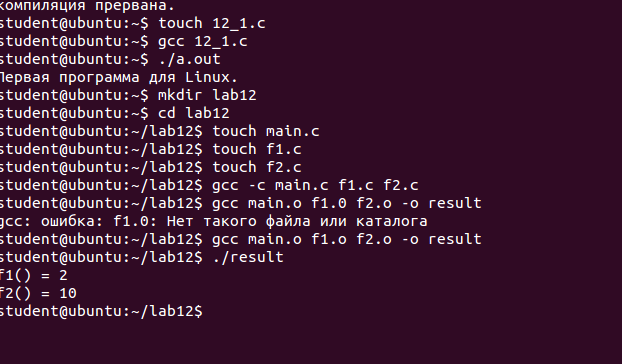 компиляция прервана.
student@ubuntu:~$ touch 12_1.c
student@ubuntu:~$ gcc 12_1.c
student@ubuntu:~$ ./a.out
Первая программа для Linux.
student@ubuntu:~$ mkdir lab12
student@ubuntu:~$ cd lab12
student@ubuntu:~/lab12$ touch main.c
student@ubuntu:~/lab12$ touch f1.c
student@ubuntu:~/lab12$ touch f2.c
student@ubuntu:~/lab12$ gcc -c main.c f1.c f2.c
student@ubuntu:~/lab12$ gcc main.o f1.0 f2.o -o result
gcc: ошибка: f1.0: Нет такого файла или каталога
student@ubuntu:~/lab12$ gcc main.o f1.o f2.o -o result
student@ubuntu:~/lab12$ ./result
f1() = 2
f2() = 10
student@ubuntu:~/lab12$